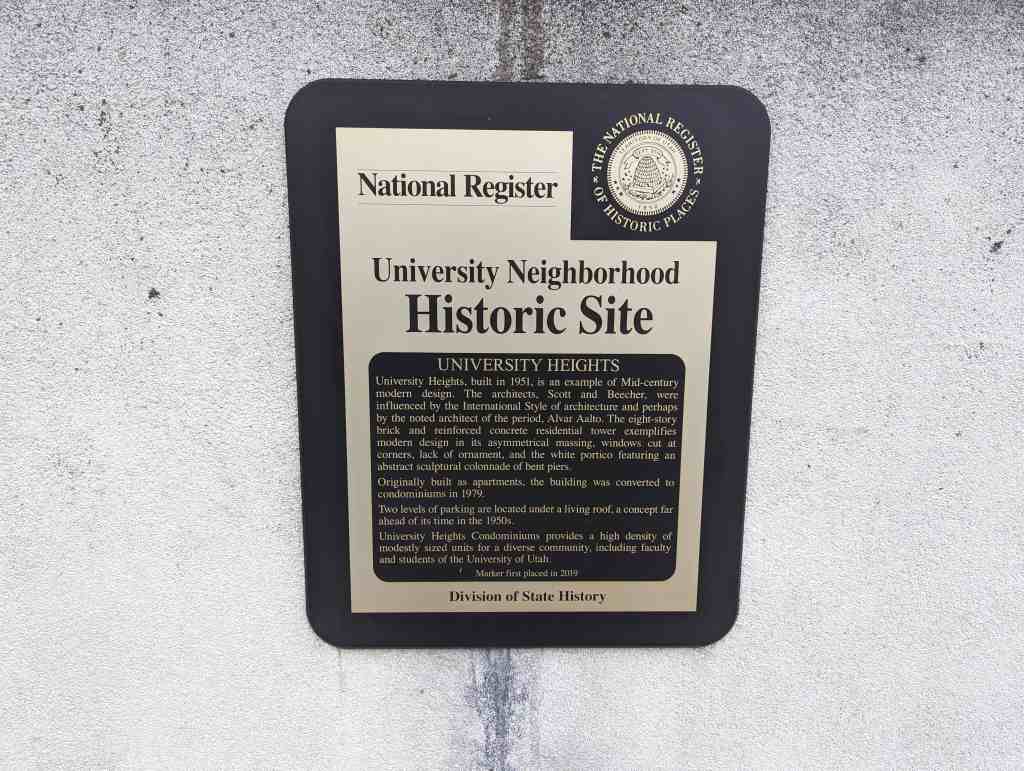 THE NATIONAL REGISTER
OF HISTORIC PLACES
National Register
University Neighborhood
Historic Site
UNIVERSITY HEIGHTS
University Heights, built in 1951, is an example of Mid-century
modern design. The architects, Scott and Beecher, were
influenced by the International Style of architecture and perhaps
by the noted architect of the period, Alvar Aalto. The eight-story
brick and reinforced concrete residential tower exemplifies
modern design in its asymmetrical massing, windows cut at
corners, lack of ornament, and the white portico featuring an
abstract sculptural colonnade of bent piers.
Originally built as apartments, the building was converted to
condominiums in 1979.
Two levels of parking are located under a living roof, a concept far
ahead of its time in the 1950s.
University Heights Condominiums provides a high density of
modestly sized units for a diverse community, including faculty
and students of the University of Utah.
Marker first placed in 2019
Division of State History